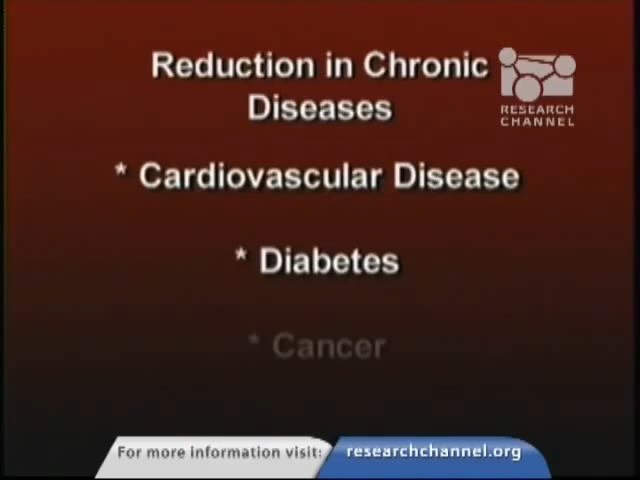 Reduction in Chronic
Diseases
RESEARCH
CHANNEL
* Cardiovascular Disease
* Diabetes
* Cancer
For more information visit: researchchannel.org